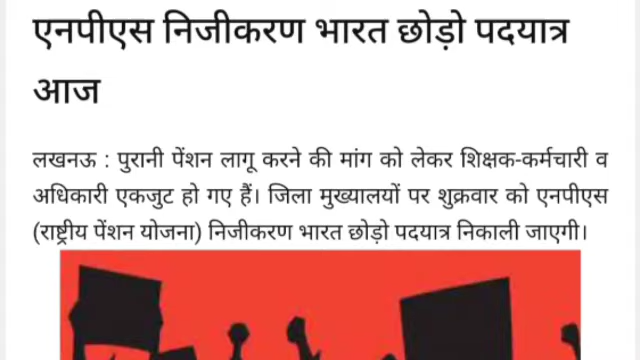 एनपीएस निजीकरण भारत छोड़ो पदयात्र
आज
लखनऊ : पुरानी पेंशन लागू करने की मांग को लेकर शिक्षक-कर्मचारी व
अधिकारी एकजुट हो गए हैं। जिला मुख्यालयों पर शुक्रवार को एनपीएस
(राष्ट्रीय पेंशन योजना) निजीकरण भारत छोड़ो पदयात्र निकाली जाएगी।